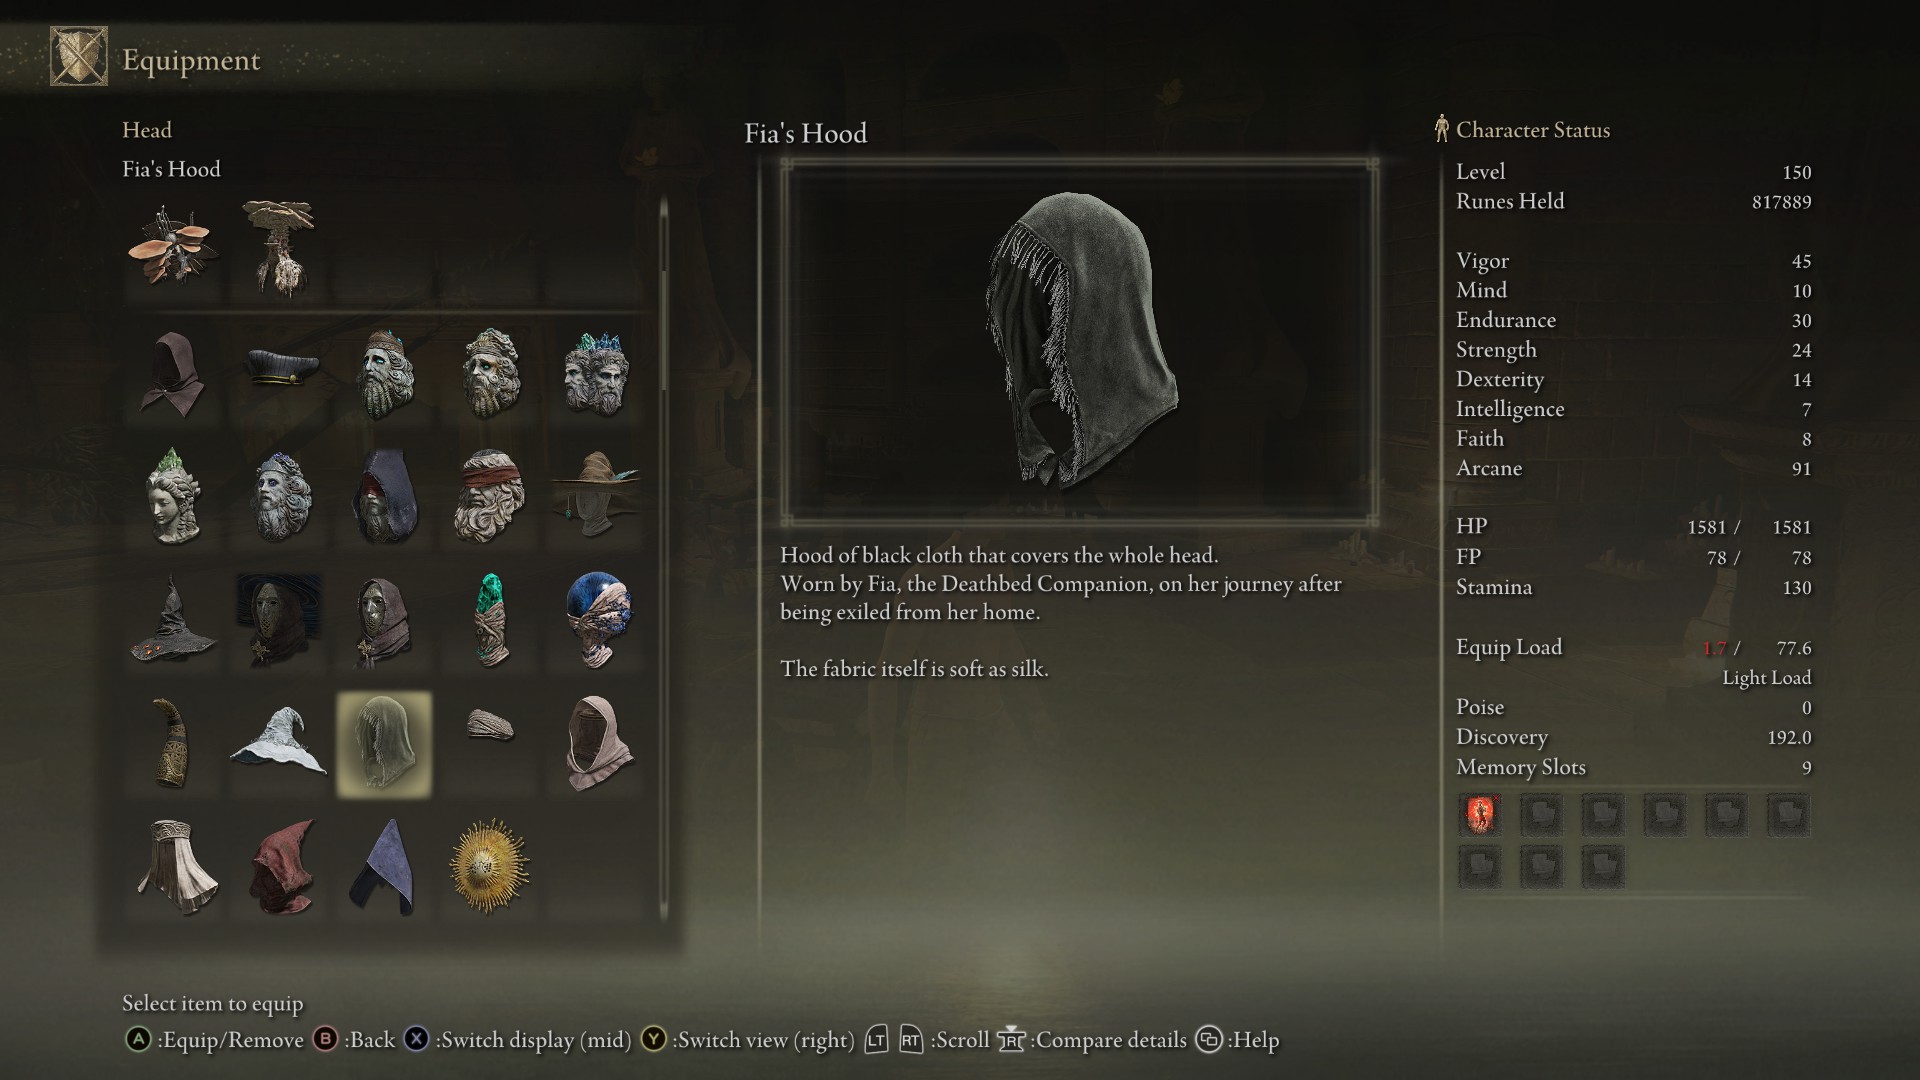 Equipment
Head
Fia's Hood
Fia's Hood
Hood of black cloth that covers the whole head.
Worn by Fia, the Deathbed Companion, on her journey after
being exiled from her home.
The fabric itself is soft as silk.
Character Status
Level 150
Runes Held 817889
Vigor 45
Mind 10
Endurance 30
Strength 24
Dexterity 14
Intelligence 7
Faith 8
Arcane 91
HP 1581 / 1581
FP 78 / 78
Stamina 130
Equip Load 1.7 / 77.6
Light Load
Poise 0
Discovery 192.0
Memory Slots 9
Select item to equip
A :Equip/Remove B :Back X :Switch display (mid) Y :Switch view (right) LT RT :Scroll R :Compare details :Help